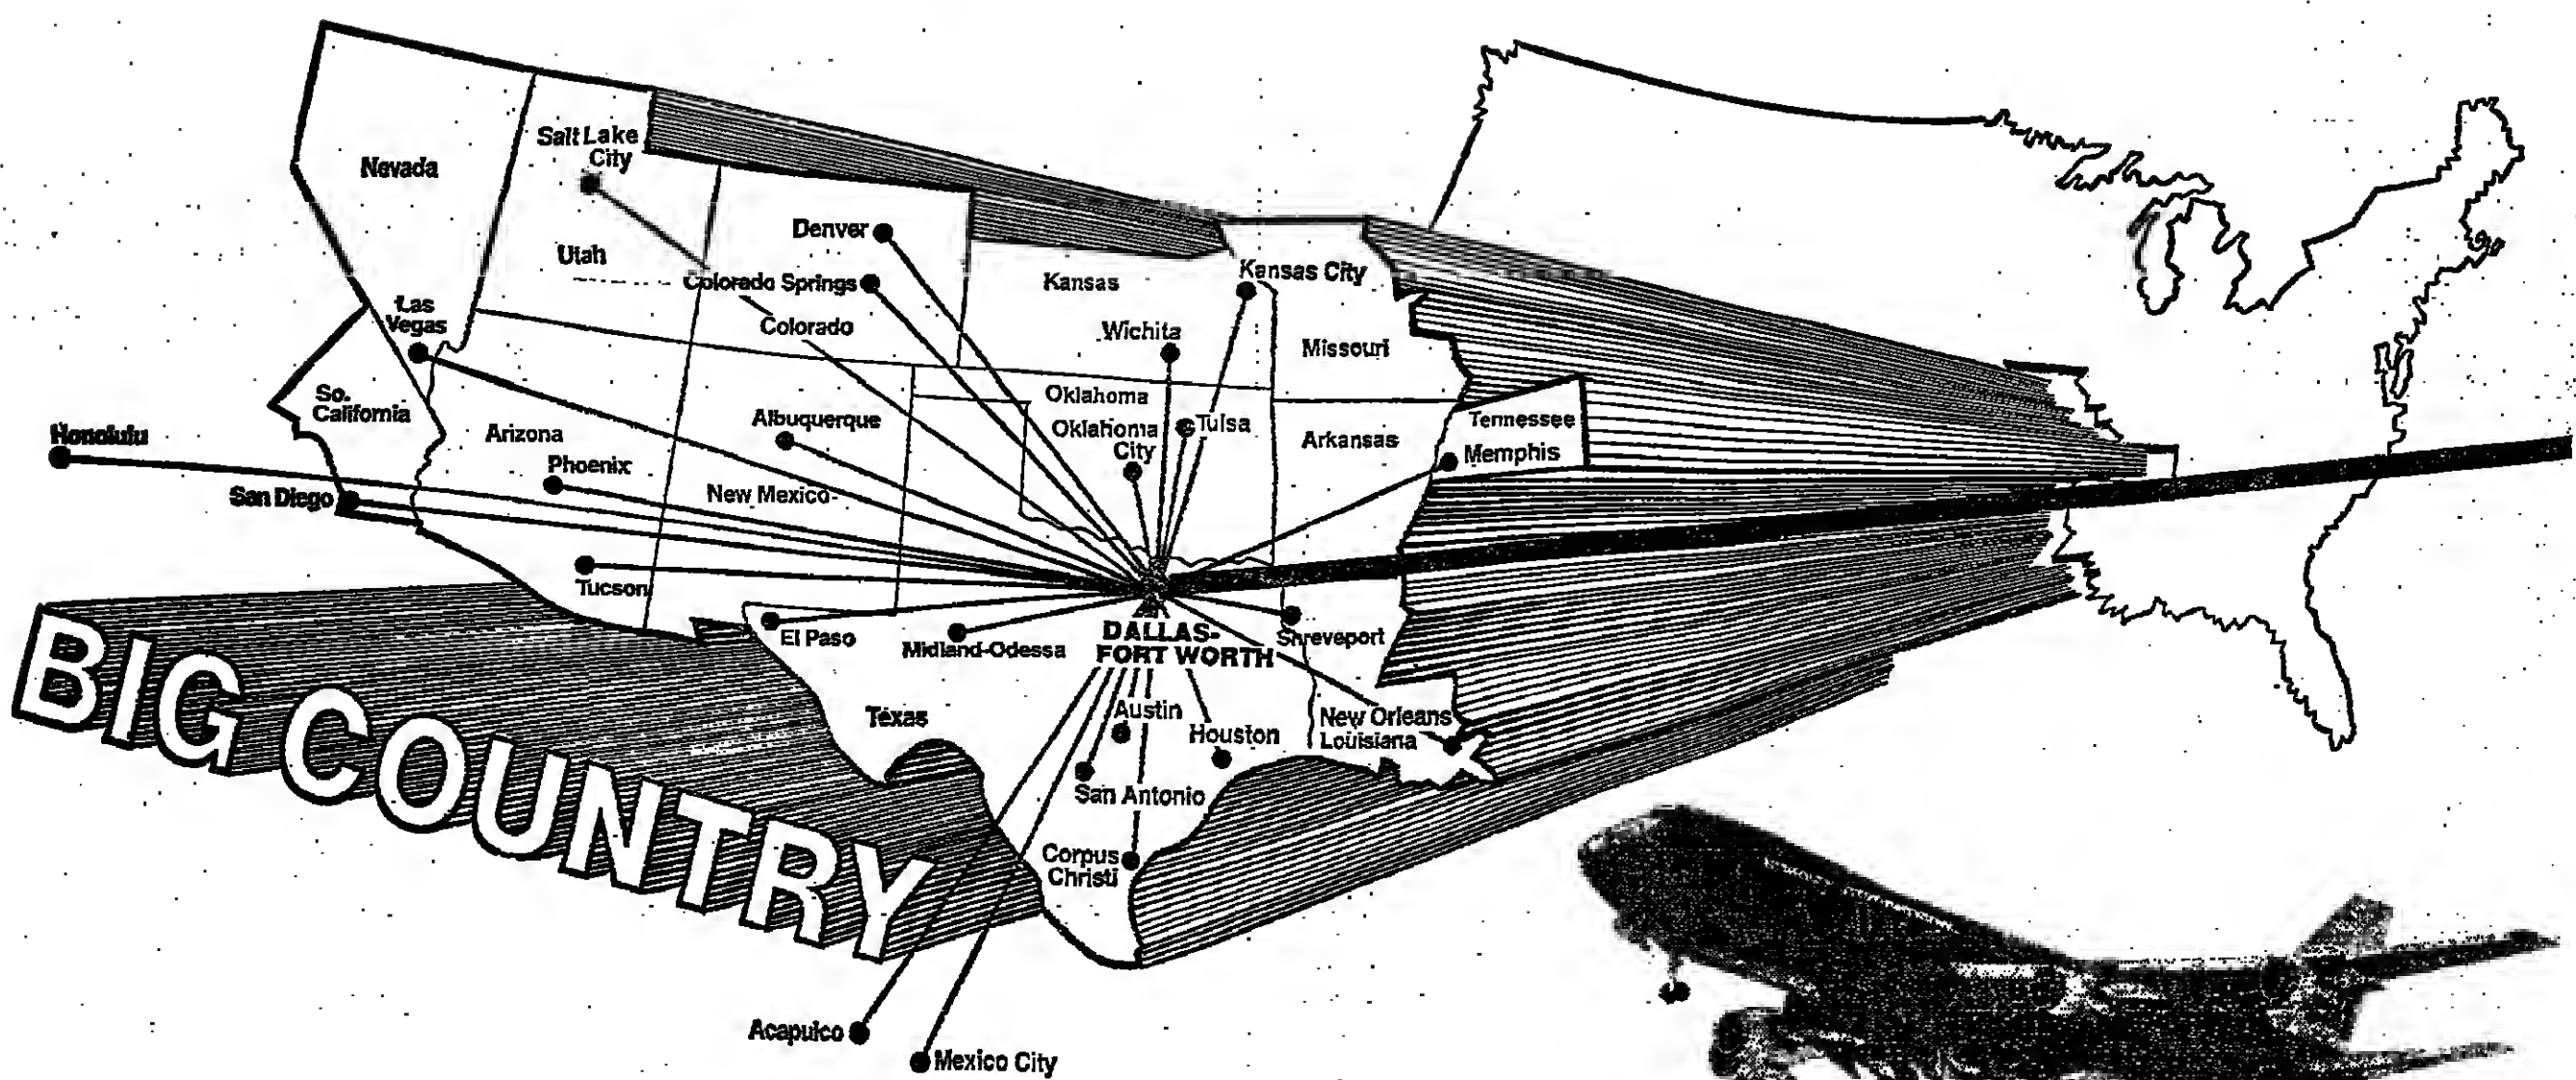 Salt Lake
City
Nevada
Denver
Utah
Colorado Springs
Kansas
Kansas City
Las
Vegas
Colorado
Wichita
Missouri
So.
California
Oklahoma
Albuquerque
Oklahoma
City
Tulsa
Tennessee
Honolulu
Arizona
Arkansas
Memphis
Phoenix
San Diego
New Mexico
Tucson
El Paso
Midland-Odessa
DALLAS-
FORT WORTH
Shreveport
BIG COUNTRY
Texas
Austin
Houston
New Orleans
Louisiana
San Antonio
Corpus
Christi
Acapulco
Mexico City